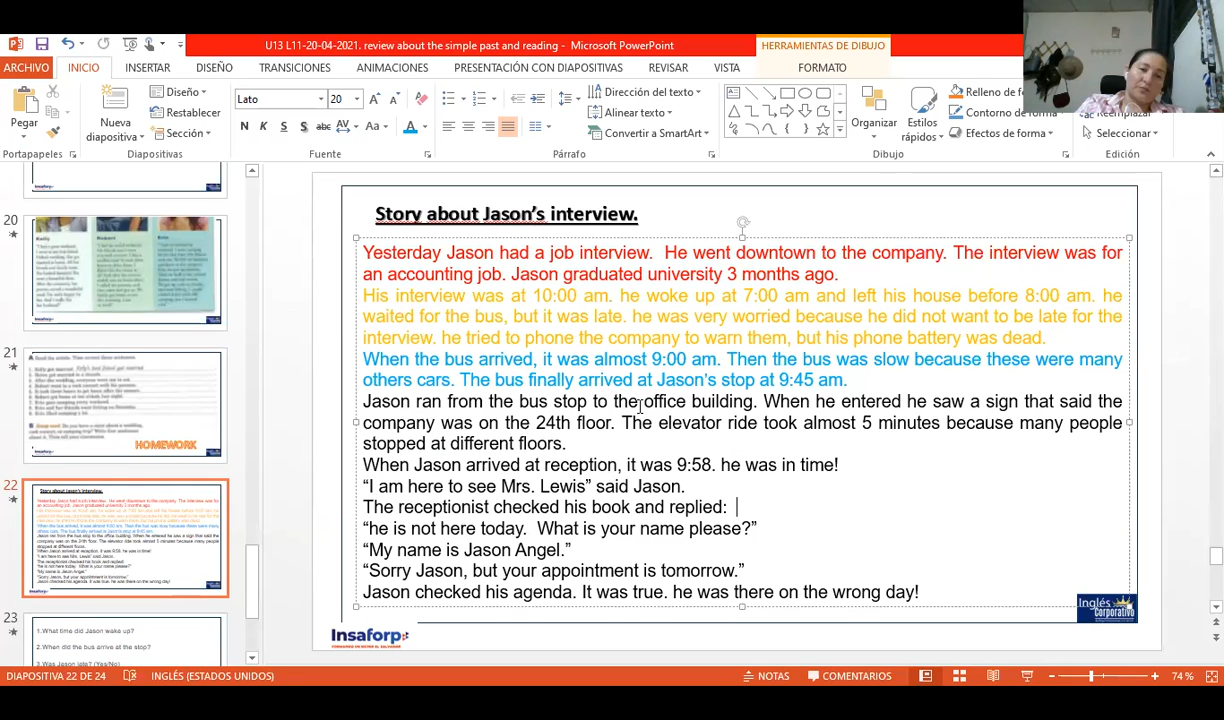 U13 L11-20-04-2021. review about the simple past and reading - Microsoft PowerPoint
HERRAMIENTAS DE DIBUJO
ARCHIVO INICIO INSERTAR DISEÑO TRANSICIONES ANIMACIONES PRESENTACIÓN CON DIAPOSITIVAS REVISAR VISTA FORMATO
Pegar
Nueva diapositiva
Diseño
Restablecer
Sección
Lato 20
Dirección del texto
Alinear texto
Convertir a SmartArt
Organizar
Estilos rápidos
Relleno de
Contorno de forma
Efectos de forma
Reemplazar
Seleccionar
Portapapeles Diapositivas Fuente Párrafo Dibujo Edición
20
21
HOMEWORK
22
23
1.What time did Jason wake up?
2.When did the bus arrive at the stop?
3.Was Jason late? (Yes/No)
Story about Jason's interview.
Yesterday Jason had a job interview. He went downtown to the company. The interview was for
an accounting job. Jason graduated university 3 months ago.
His interview was at 10:00 am. he woke up at 7:00 am and left his house before 8:00 am. he
waited for the bus, but it was late. he was very worried because he did not want to be late for the
interview. he tried to phone the company to warn them, but his phone battery was dead.
When the bus arrived, it was almost 9:00 am. Then the bus was slow because these were many
others cars. The bus finally arrived at Jason's stop at 9:45 am.
Jason ran from the bus stop to the office building. When he entered he saw a sign that said the
company was on the 24th floor. The elevator ride took almost 5 minutes because many people
stopped at different floors.
When Jason arrived at reception, it was 9:58. he was in time!
“I am here to see Mrs. Lewis” said Jason.
The receptionist checked his book and replied:
“he is not here today. What is your name please?”
“My name is Jason Angel.”
“Sorry Jason, but your appointment is tomorrow.”
Jason checked his agenda. It was true. he was there on the wrong day!
Inglés
Corporativo
Insaforp
DIAPOSITIVA 22 DE 24 INGLÉS (ESTADOS UNIDOS) NOTAS COMENTARIOS 74 %